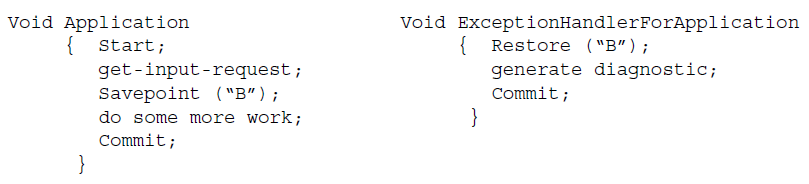 Void Application
{ Start;
get-input-request;
Savepoint (“B”);
do some more work;
Commit;
}
Void ExceptionHandlerForApplication
{ Restore (“B”);
generate diagnostic;
Commit;
}